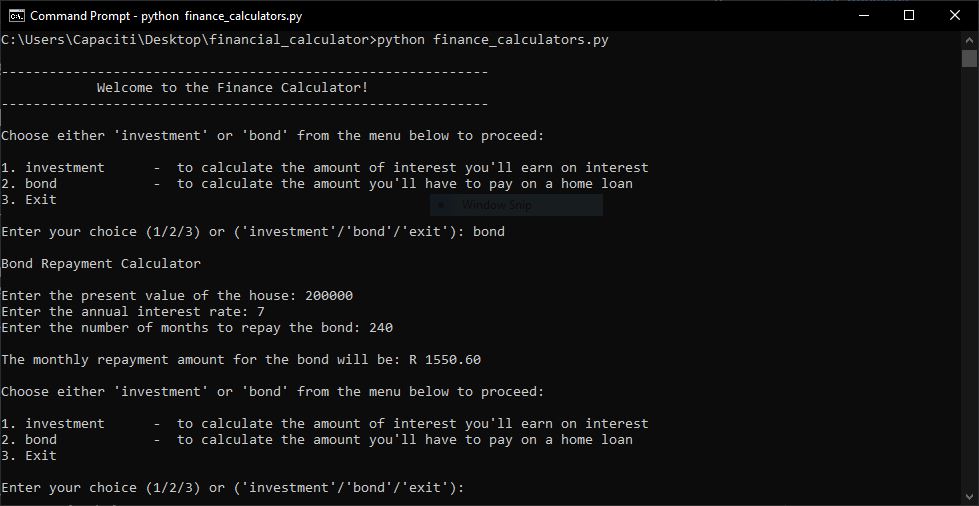 Command Prompt - python finance_calculators.py
C:\Users\Capaciti\Desktop\financial_calculator>python finance_calculators.py
-------------------------------------------------------------
Welcome to the Finance Calculator!
-------------------------------------------------------------
Choose either 'investment' or 'bond' from the menu below to proceed:
1. investment      -  to calculate the amount of interest you'll earn on interest
2. bond            -  to calculate the amount you'll have to pay on a home loan
3. Exit
Window Snip
Enter your choice (1/2/3) or ('investment'/'bond'/'exit'): bond
Bond Repayment Calculator
Enter the present value of the house: 200000
Enter the annual interest rate: 7
Enter the number of months to repay the bond: 240
The monthly repayment amount for the bond will be: R 1550.60
Choose either 'investment' or 'bond' from the menu below to proceed:
1. investment      -  to calculate the amount of interest you'll earn on interest
2. bond            -  to calculate the amount you'll have to pay on a home loan
3. Exit
Enter your choice (1/2/3) or ('investment'/'bond'/'exit'):